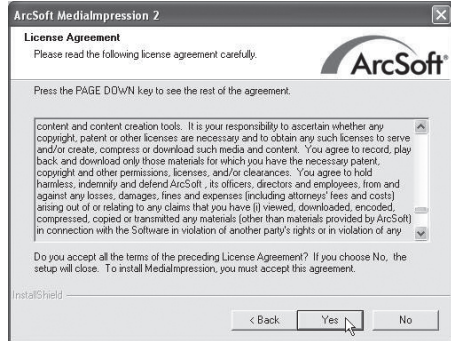 ArcSoft MediaImpression 2
License Agreement
Please read the following license agreement carefully.
ArcSoft®
Press the PAGE DOWN key to see the rest of the agreement.
content and content creation tools. It is your responsibility to ascertain whether any
copyright, patent or other licenses are necessary and to obtain any such licenses to serve
and/or create, compress or download such media and content. You agree to record, play
back and download only those materials for which you have the necessary patent,
copyright and other permissions, licenses, and/or clearances. You agree to hold
harmless, indemnify and defend ArcSoft , its officers, directors and employees, from and
against any losses, damages, fines and expenses (including attorneys' fees and costs)
arising out of or relating to any claims that you have (i) viewed, downloaded, encoded,
compressed, copied or transmitted any materials (other than materials provided by ArcSoft)
in connection with the Software in violation of another party's rights or in violation of any
Do you accept all the terms of the preceding License Agreement? If you choose No, the
setup will close. To install MediaImpression, you must accept this agreement.
InstallShield
< Back
Yes
No